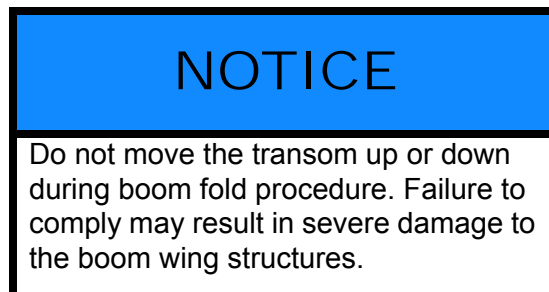 NOTICE
Do not move the transom up or down
during boom fold procedure. Failure to
comply may result in severe damage to
the boom wing structures.